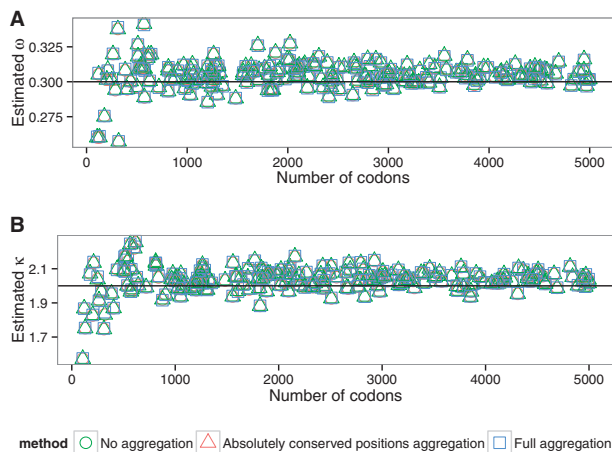 A
Estimated ω
0.325
0.300
0.275
0 1000 2000 3000 4000 5000
Number of codons
B
Estimated κ
2.1
1.9
1.7
0 1000 2000 3000 4000 5000
Number of codons
method No aggregation Absolutely conserved positions aggregation Full aggregation